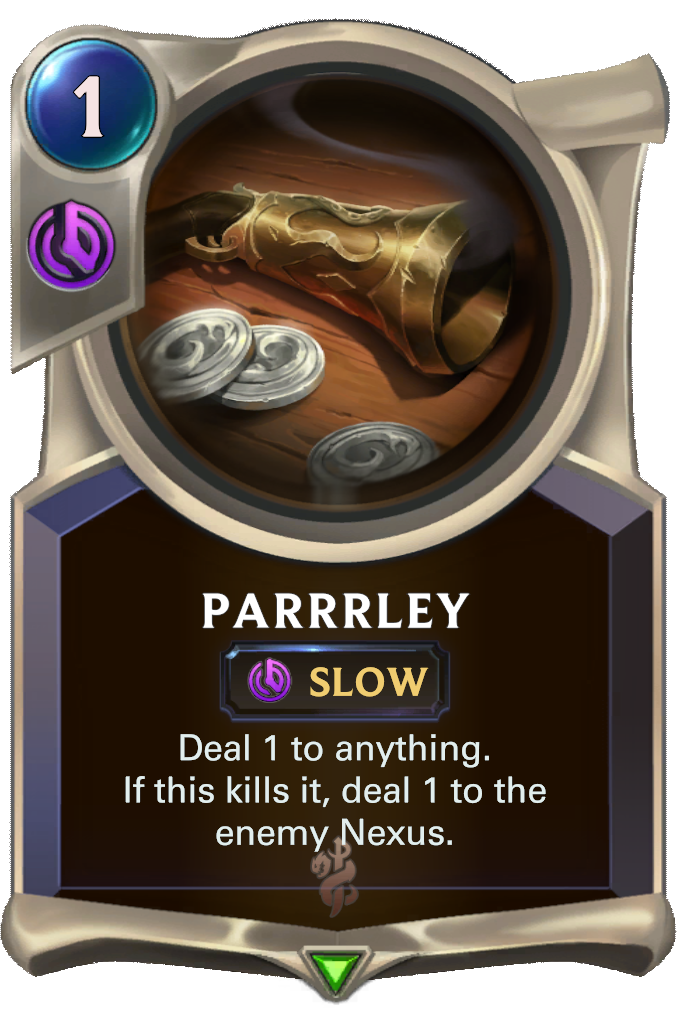 1
PARRRLEY
SLOW
Deal 1 to anything.
If this kills it, deal 1 to the
enemy Nexus.